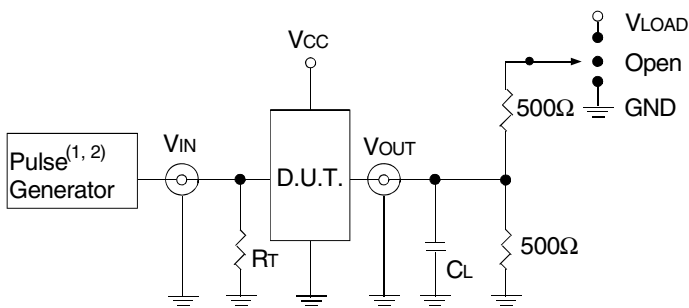 VLOAD
VCC
Open
500Ω
GND
VIN
VOUT
Pulse(1, 2)
Generator
D.U.T.
500Ω
RT
CL